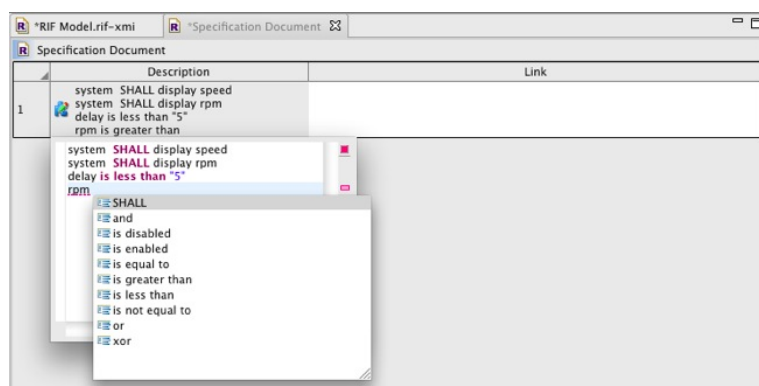 *RIF Model.rif-xmi
*Specification Document
Specification Document
Description Link
1
system SHALL display speed
system SHALL display rpm
delay is less than "5"
rpm is greater than
system SHALL display speed
system SHALL display rpm
delay is less than "5"
rpm
SHALL
and
is disabled
is enabled
is equal to
is greater than
is less than
is not equal to
or
xor